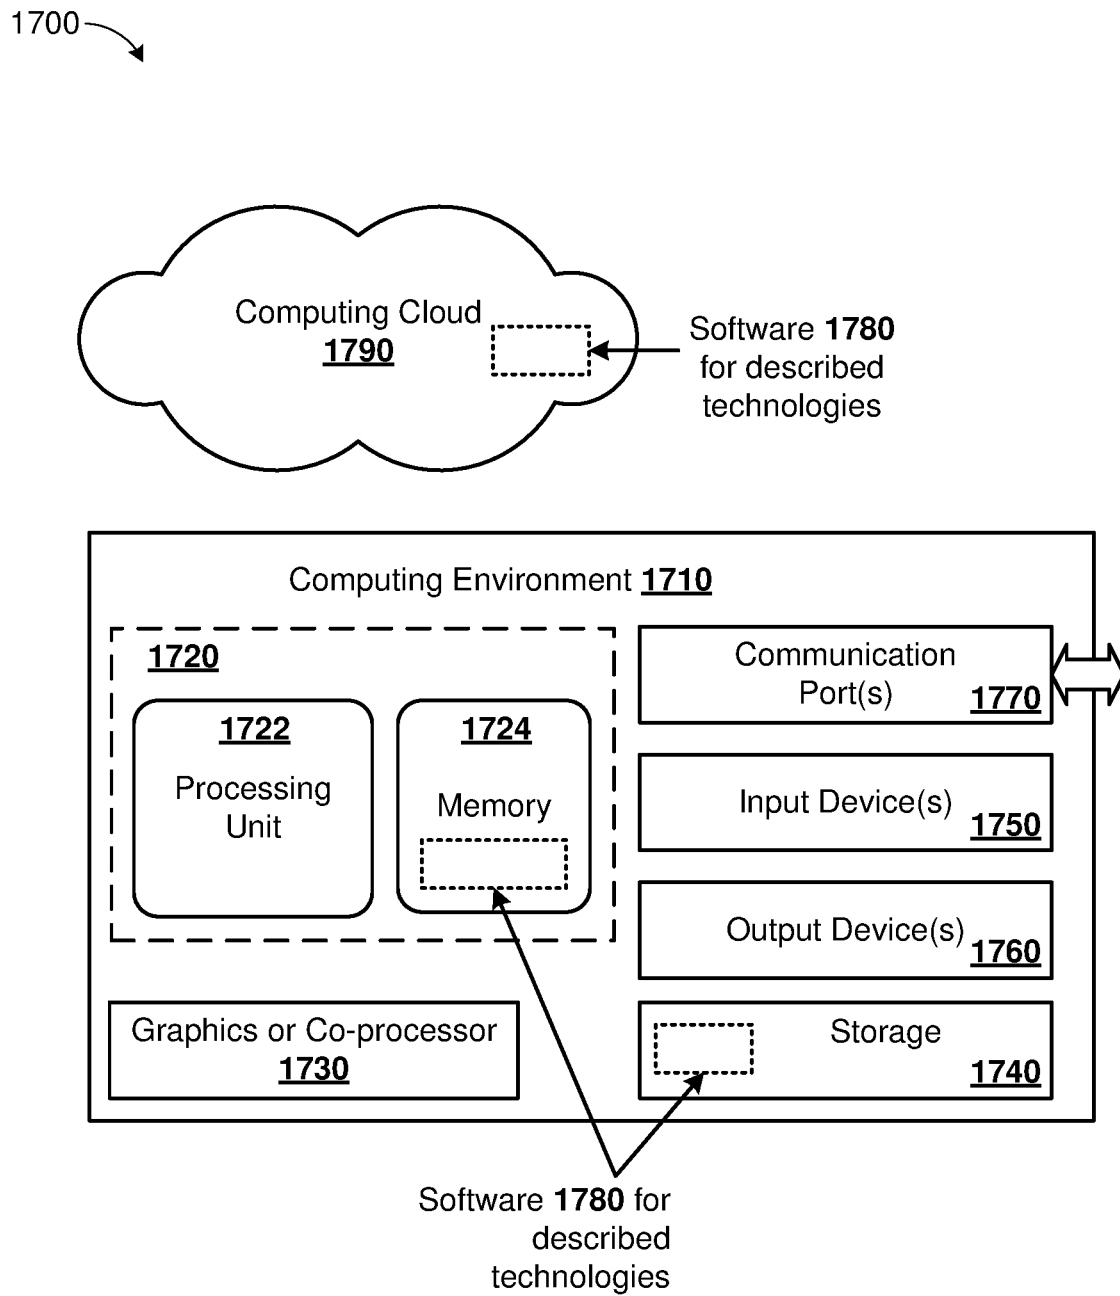 1700
Computing Cloud
1790
Software 1780
for described
technologies
Computing Environment 1710
1720
1722
Processing
Unit
1724
Memory
Communication
Port(s)
1770
Input Device(s)
1750
Output Device(s)
1760
Graphics or Co-processor
1730
Storage
1740
Software 1780 for
described
technologies